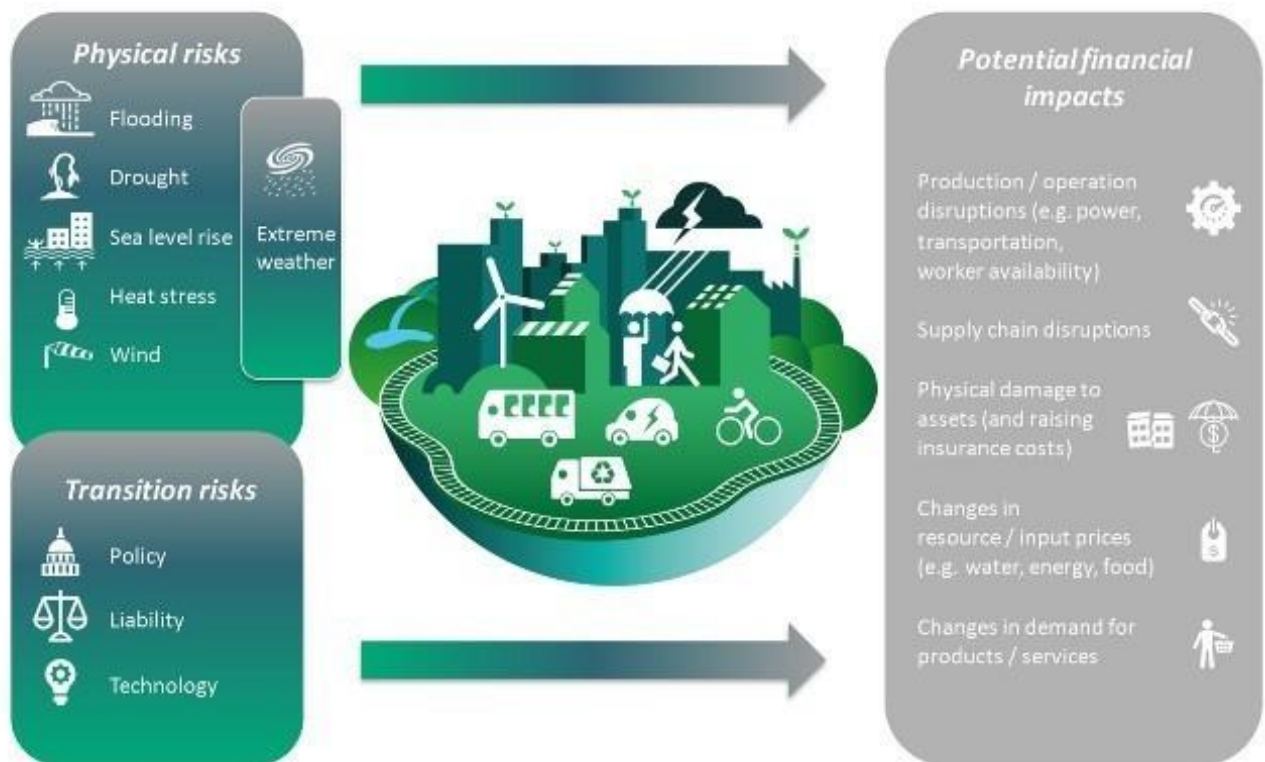 Physical risks
Flooding
Drought
Sea level rise
Heat stress
Wind
Extreme
weather
Transition risks
Policy
Liability
Technology
Potential financial
impacts
Production / operation
disruptions (e.g. power,
transportation,
worker availability)
Supply chain disruptions
Physical damage to
assets (and raising
insurance costs)
$
Changes in
resource / input prices
(e.g. water, energy, food)
$
Changes in demand for
products / services